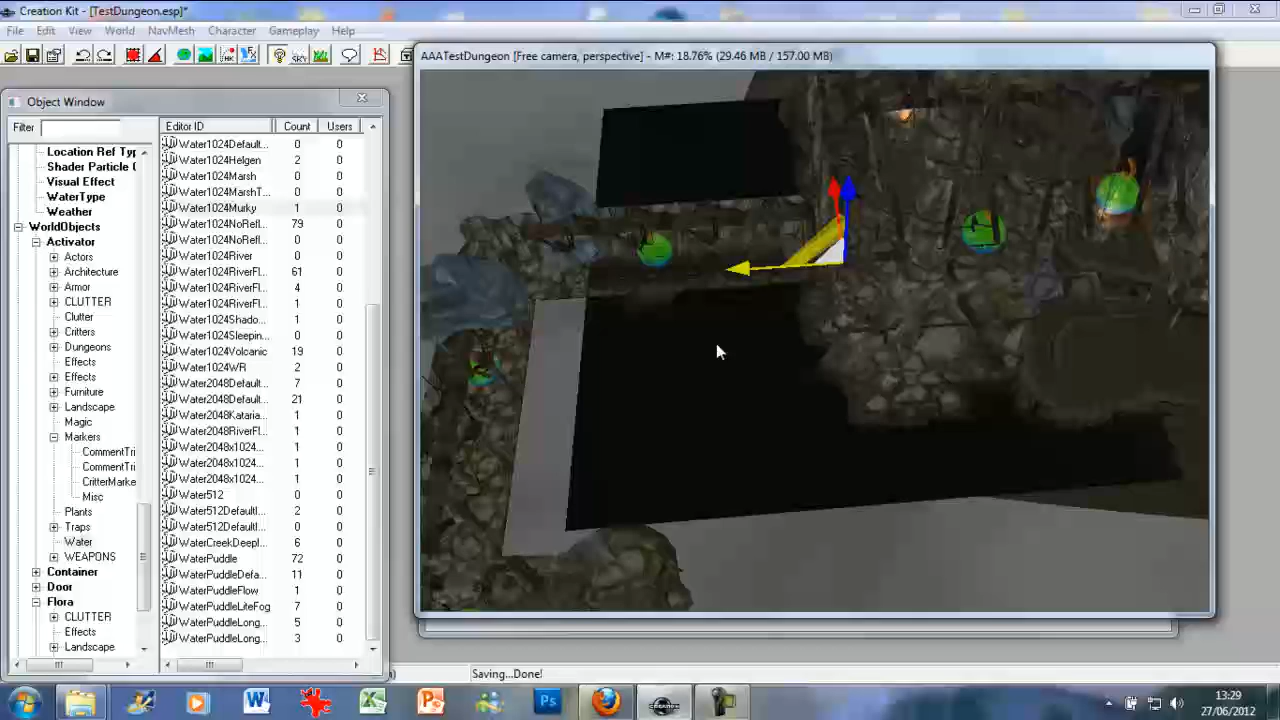 Creation Kit - [TestDungeon.esp]*
File Edit View World NavMesh Character Gameplay Help
AAATestDungeon [Free camera, perspective] - M#: 18.76% (29.46 MB / 157.00 MB)
Object Window
Filter
Location Ref Typ
Shader Particle G
Visual Effect
WaterType
Weather
WorldObjects
Activator
Actors
Architecture
Armor
CLUTTER
Clutter
Critters
Dungeons
Effects
Effects
Furniture
Landscape
Magic
Markers
CommentTri
CommentTri
CritterMarke
Misc
Plants
Traps
Water
WEAPONS
Container
Door
Flora
CLUTTER
Effects
Landscape
Editor ID Count Users
Water1024Default... 0 0
Water1024Helgen 2 0
Water1024Marsh 0 0
Water1024MarshT... 0 0
Water1024Murky 1 0
Water1024NoRefl... 79 0
Water1024NoRefl... 0 0
Water1024River 0 0
Water1024RiverFl... 61 0
Water1024RiverFl... 4 0
Water1024RiverFl... 1 0
Water1024Shado... 1 0
Water1024Sleepin... 0 0
Water1024Volcanic 19 0
Water1024WR 2 0
Water2048Default... 7 0
Water2048Default... 21 0
Water2048Kataria... 1 0
Water2048RiverFl... 1 0
Water2048x1024... 1 0
Water2048x1024... 1 0
Water2048x1024... 1 0
Water512 0 0
Water512DefaultI... 2 0
Water512DefaultI... 0 0
WaterCreekDeepl... 6 0
WaterPuddle 72 0
WaterPuddleDefa... 11 0
WaterPuddleFlow 1 0
WaterPuddleLiteFog 7 0
WaterPuddleLong... 5 0
WaterPuddleLong... 3 0
Saving...Done!
13:29
27/06/2012